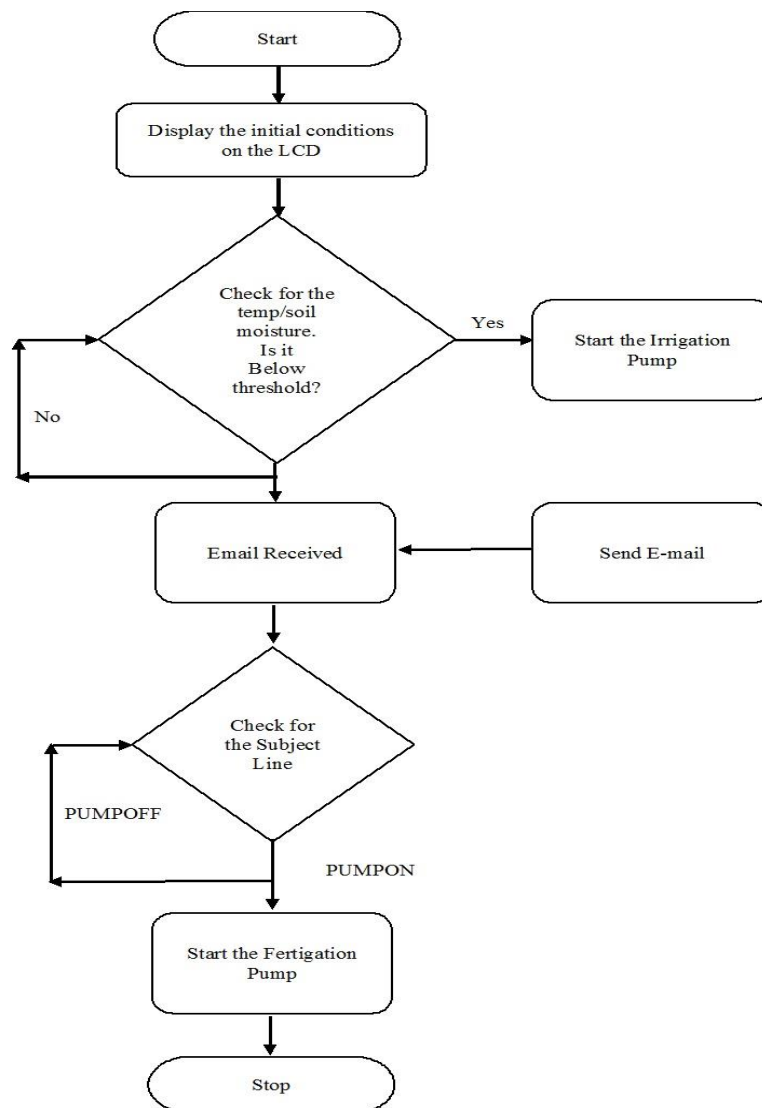 Start
Display the initial conditions
on the LCD
Check for the
temp/soil
moisture.
Is it
Below
threshold?
Yes
Start the Irrigation
Pump
No
Email Received
Send E-mail
Check for
the Subject
Line
PUMPOFF
PUMPON
Start the Fertigation
Pump
Stop